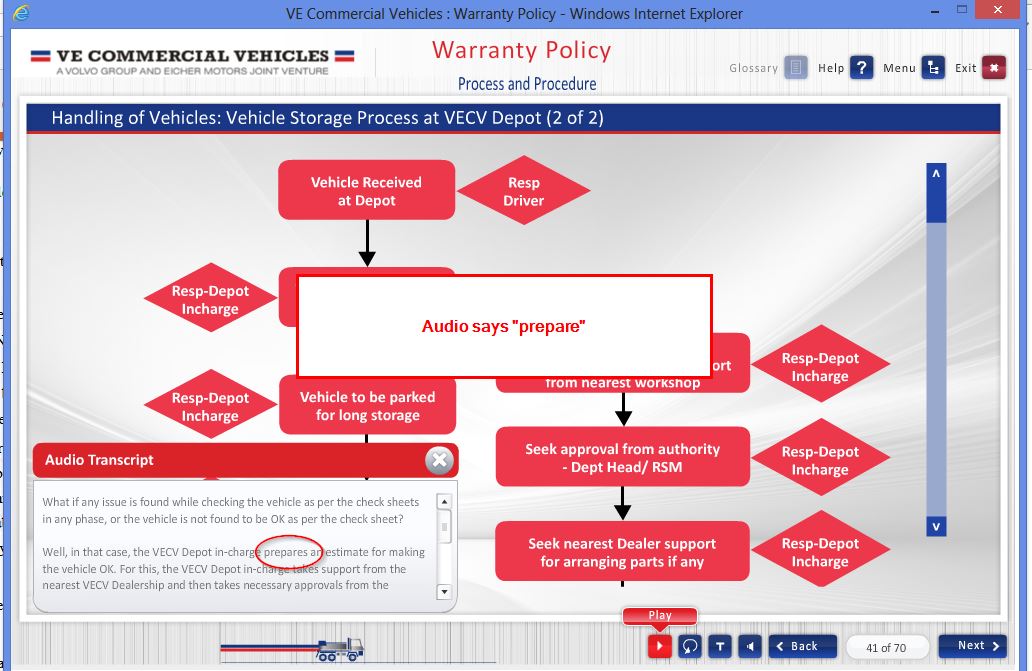 VE Commercial Vehicles : Warranty Policy - Windows Internet Explorer
VE COMMERCIAL VEHICLES
A VOLVO GROUP AND EICHER MOTORS JOINT VENTURE
Warranty Policy
Process and Procedure
Glossary
Help ?
Menu
Exit
Handling of Vehicles: Vehicle Storage Process at VECV Depot (2 of 2)
Vehicle Received
at Depot
Resp
Driver
Resp-Depot
Incharge
Audio says "prepare"
ort
from nearest workshop
Resp-Depot
Incharge
Resp-Depot
Incharge
Vehicle to be parked
for long storage
Seek approval from authority
- Dept Head/ RSM
Resp-Depot
Incharge
Seek nearest Dealer support
for arranging parts if any
Resp-Depot
Incharge
Audio Transcript
What if any issue is found while checking the vehicle as per the check sheets
in any phase, or the vehicle is not found to be OK as per the check sheet?
Well, in that case, the VECV Depot in-charge prepares an estimate for making
the vehicle OK. For this, the VECV Depot in-charge takes support from the
nearest VECV Dealership and then takes necessary approvals from the
Play
T
Back
41 of 70
Next